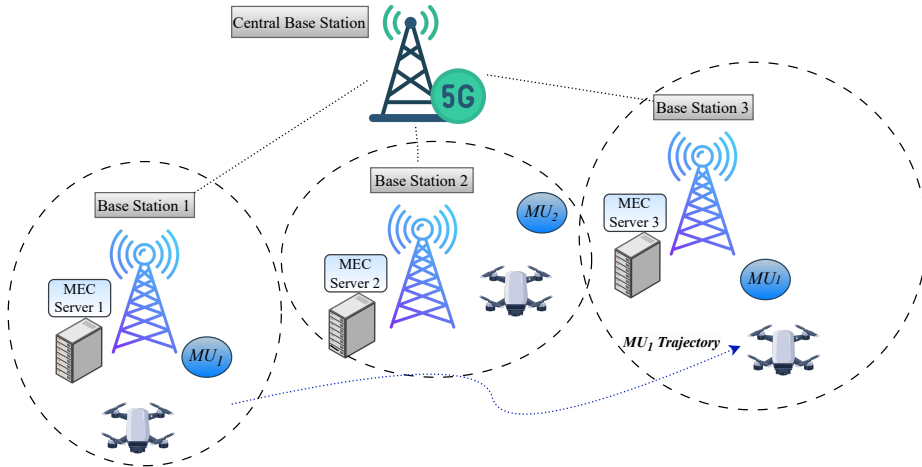 Central Base Station
5G
Base Station 3
Base Station 2
Base Station 1
MU2
MEC
Server 3
MEC
Server 2
MEC
Server 1
MU1
MU1 Trajectory
MU1